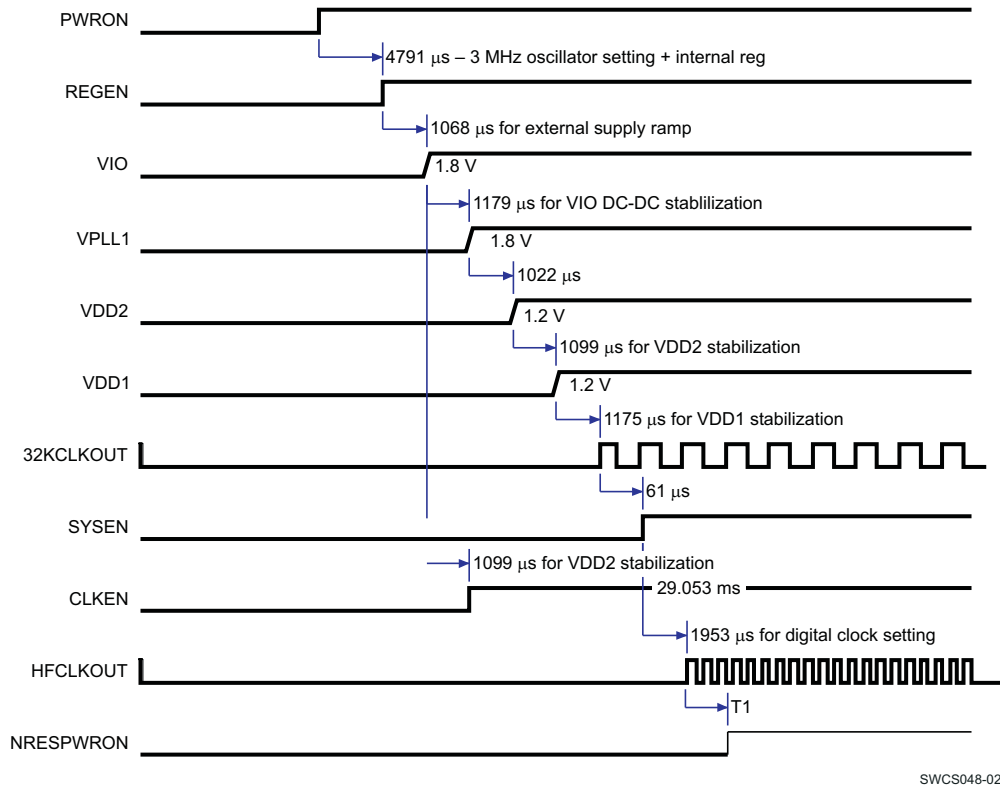 PWRON
4791 μs – 3 MHz oscillator setting + internal reg
REGEN
1068 μs for external supply ramp
VIO
1.8 V
1179 μs for VIO DC-DC stablilization
VPLL1
1.8 V
1022 μs
VDD2
1.2 V
1099 μs for VDD2 stabilization
VDD1
1.2 V
1175 μs for VDD1 stabilization
32KCLKOUT
61 μs
SYSEN
1099 μs for VDD2 stabilization
CLKEN
29.053 ms
1953 μs for digital clock setting
HFCLKOUT
T1
NRESPWRON
SWCS048-02